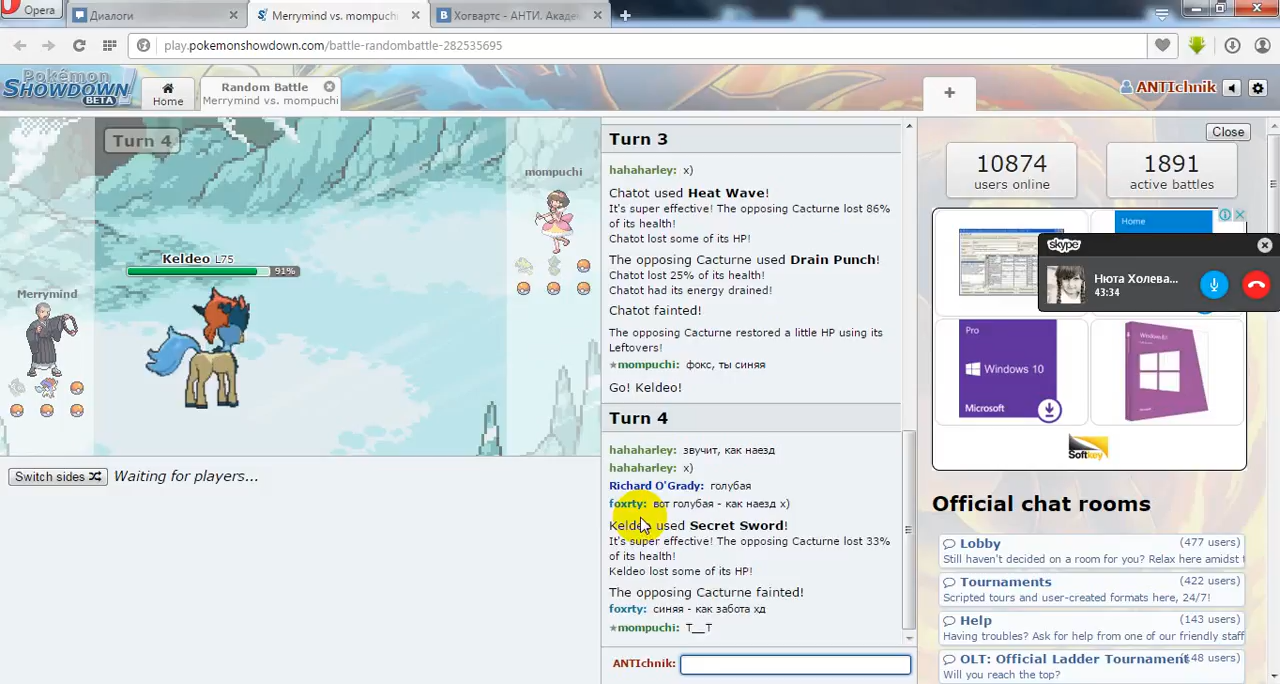 Opera
Диалоги
Merrymind vs. mompuch
Хогвартс - АНТИ. Акаде
play.pokemonshowdown.com/battle-randombattle-282535695
Pokémon
SHOWDOWN
BETA
Home
Random Battle
Merrymind vs. mompuchi
ANTIchnik
Turn 4
mompuchi
Keldeo L75
91%
Merrymind
Switch sides
Waiting for players...
Turn 3
hahaharley: x)
Chatot used Heat Wave!
It's super effective! The opposing Cacturne lost 86%
of its health!
Chatot lost some of its HP!
The opposing Cacturne used Drain Punch!
Chatot lost 25% of its health!
Chatot had its energy drained!
Chatot fainted!
The opposing Cacturne restored a little HP using its
Leftovers!
★mompuchi: фокс, ты синяя
Go! Keldeo!
Turn 4
hahaharley: звучит, как наезд
hahaharley: x)
Richard O'Grady: голубая
foxrty: вот голубая - как наезд x)
Keldeo used Secret Sword!
It's super effective! The opposing Cacturne lost 33%
of its health!
Keldeo lost some of its HP!
The opposing Cacturne fainted!
foxrty: синяя - как забота хд
★mompuchi: T__T
ANTIchnik:
Close
10874
users online
1891
active battles
Home
skype
Нюта Холева...
43:34
Pro
Windows 10
Microsoft
Softkey
Official chat rooms
Lobby
(477 users)
Still haven't decided on a room for you? Relax here amidst
Tournaments
(422 users)
Scripted tours and user-created formats here, 24/7!
Help
(143 users)
Having troubles? Ask for help from one of our friendly staff
OLT: Official Ladder Tournament
48 users)
Will you reach the top?